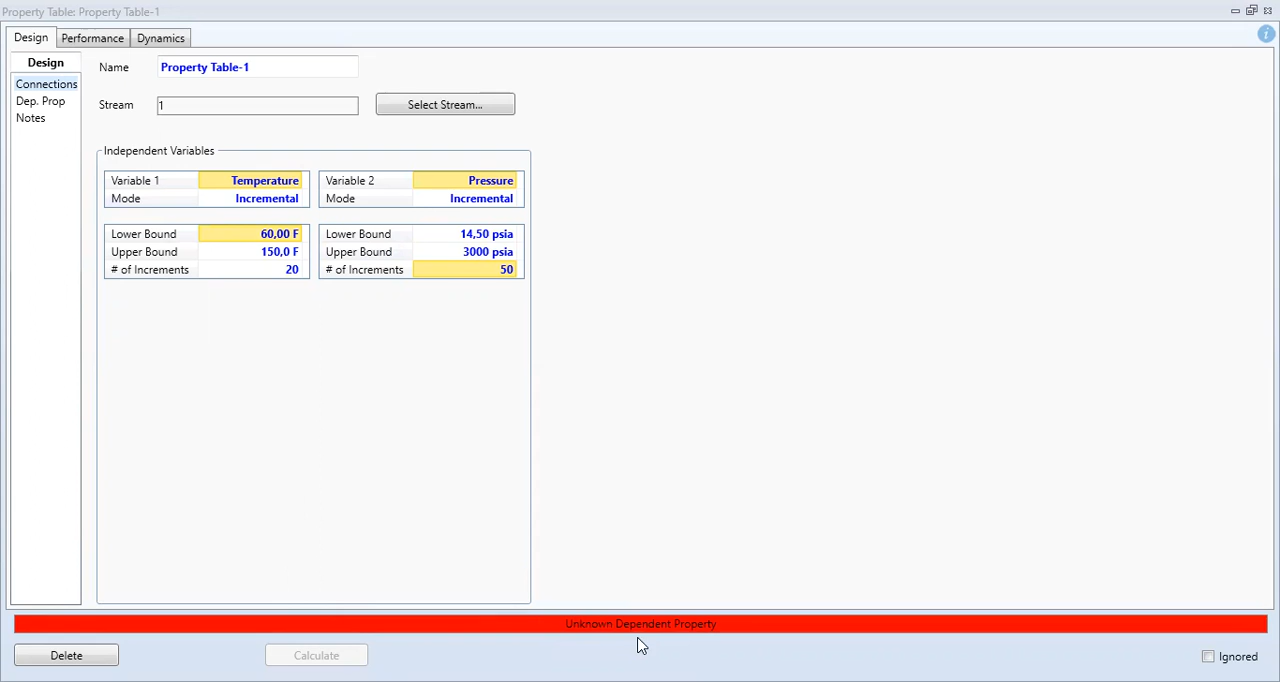 Property Table: Property Table-1
Design Performance Dynamics
Design
Connections
Dep. Prop
Notes
Name Property Table-1
Stream 1 Select Stream...
Independent Variables
Variable 1 Temperature Variable 2 Pressure
Mode Incremental Mode Incremental
Lower Bound 60,00 F Lower Bound 14,50 psia
Upper Bound 150,0 F Upper Bound 3000 psia
# of Increments 20 # of Increments 50
Unknown Dependent Property
Delete Calculate Ignored